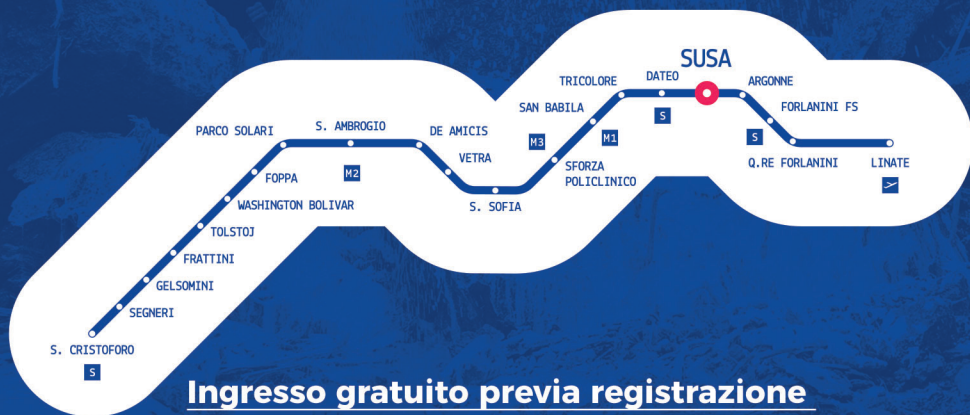 SUSA
TRICOLORE
DATEO
ARGONNE
S
SAN BABILA
FORLANINI FS
M3
M1
S
PARCO SOLARI
S. AMBROGIO
DE AMICIS
VETRA
SFORZA
POLICLINICO
Q.RE FORLANINI
LINATE
M2
FOPPA
WASHINGTON BOLIVAR
S. SOFIA
TOLSTOJ
FRATTINI
GELSOMINI
SEGNERI
S. CRISTOFORO
S
Ingresso gratuito previa registrazione